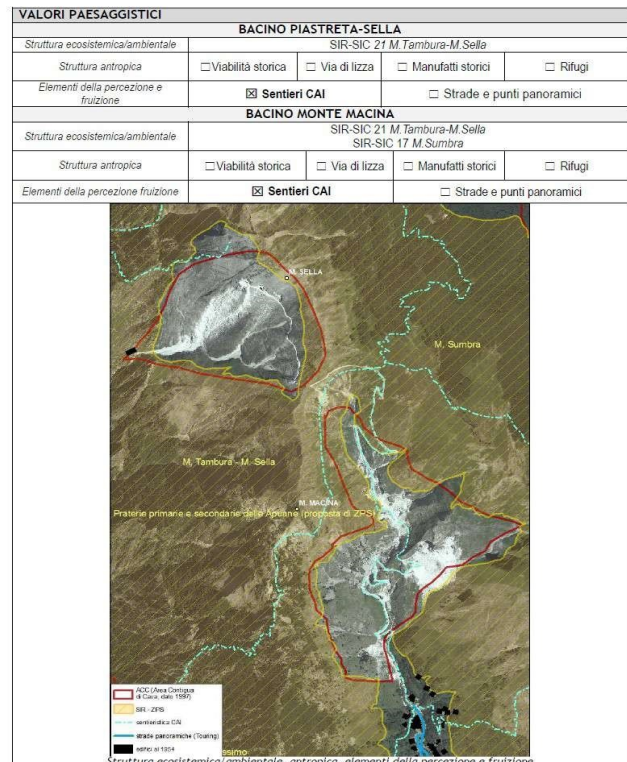 VALORI PAESAGGISTICI
BACINO PIASTRETA-SELLA
Struttura ecosistemica/ambientale SIR-SIC 21 M.Tambura-M.Sella
Struttura antropica ☐ Viabilità storica ☐ Via di lizza ☐ Manufatti storici ☐ Rifugi
Elementi della percezione e
fruizione ☒ Sentieri CAI ☐ Strade e punti panoramici
BACINO MONTE MACINA
Struttura ecosistemica/ambientale SIR-SIC 21 M.Tambura-M.Sella
SIR-SIC 17 M.Sumbra
Struttura antropica ☐ Viabilità storica ☐ Via di lizza ☐ Manufatti storici ☐ Rifugi
Elementi della percezione fruizione ☒ Sentieri CAI ☐ Strade e punti panoramici
M. SELLA
M. Sumbra
M. Tambura - M. Sella
M. MACINA
Praterie primarie e secondarie delle Apuane (proposta di ZPS)
ACC (Area Contigua
di Cava, dato 1997)
SIR - ZPS
sentieristica CAI
strade panoramiche (Touring)
edifici al 1954
ssimo
Struttura ecosistemica/ambientale, antropica, elementi della percezione e fruizione